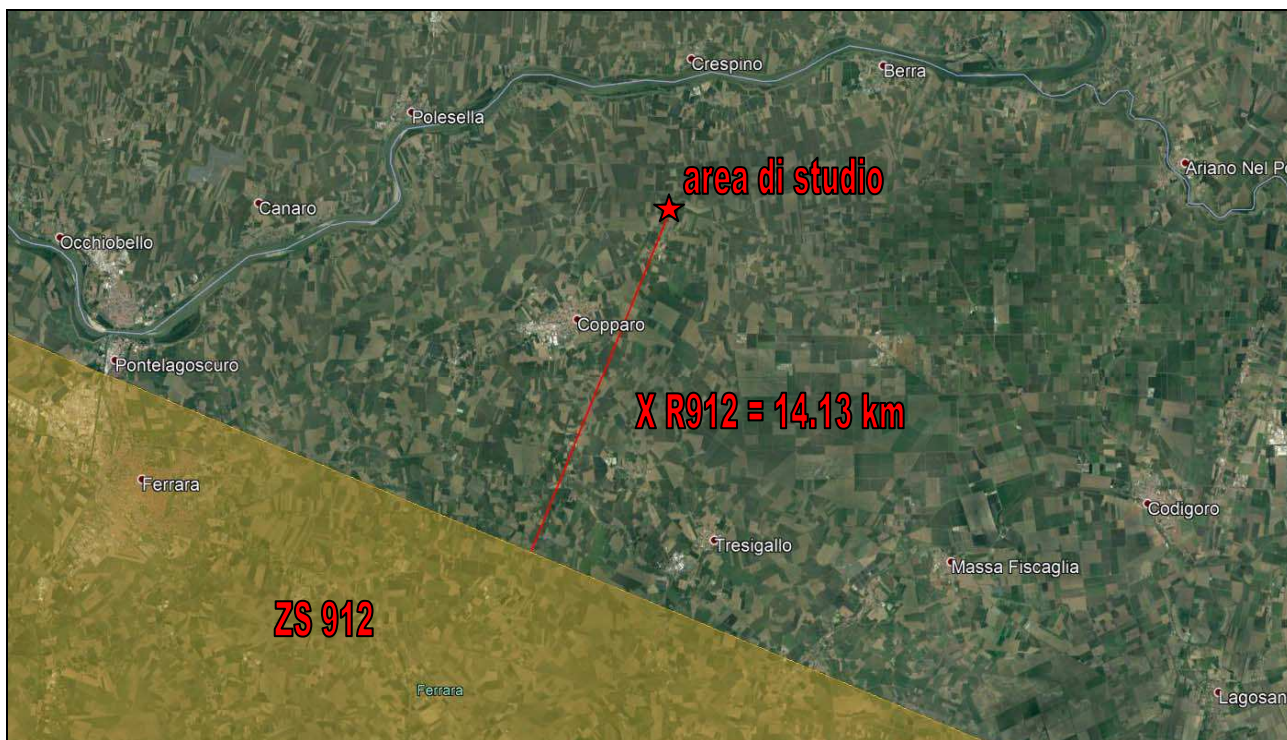 Crespino
Berra
Polesella
Ariano Nel Po
area di studio
Canaro
Occhiobello
Copparo
Pontelagoscuro
X R912 = 14.13 km
Ferrara
Codigoro
Tresigallo
Massa Fiscaglia
ZS 912
Ferrara
Lagosan